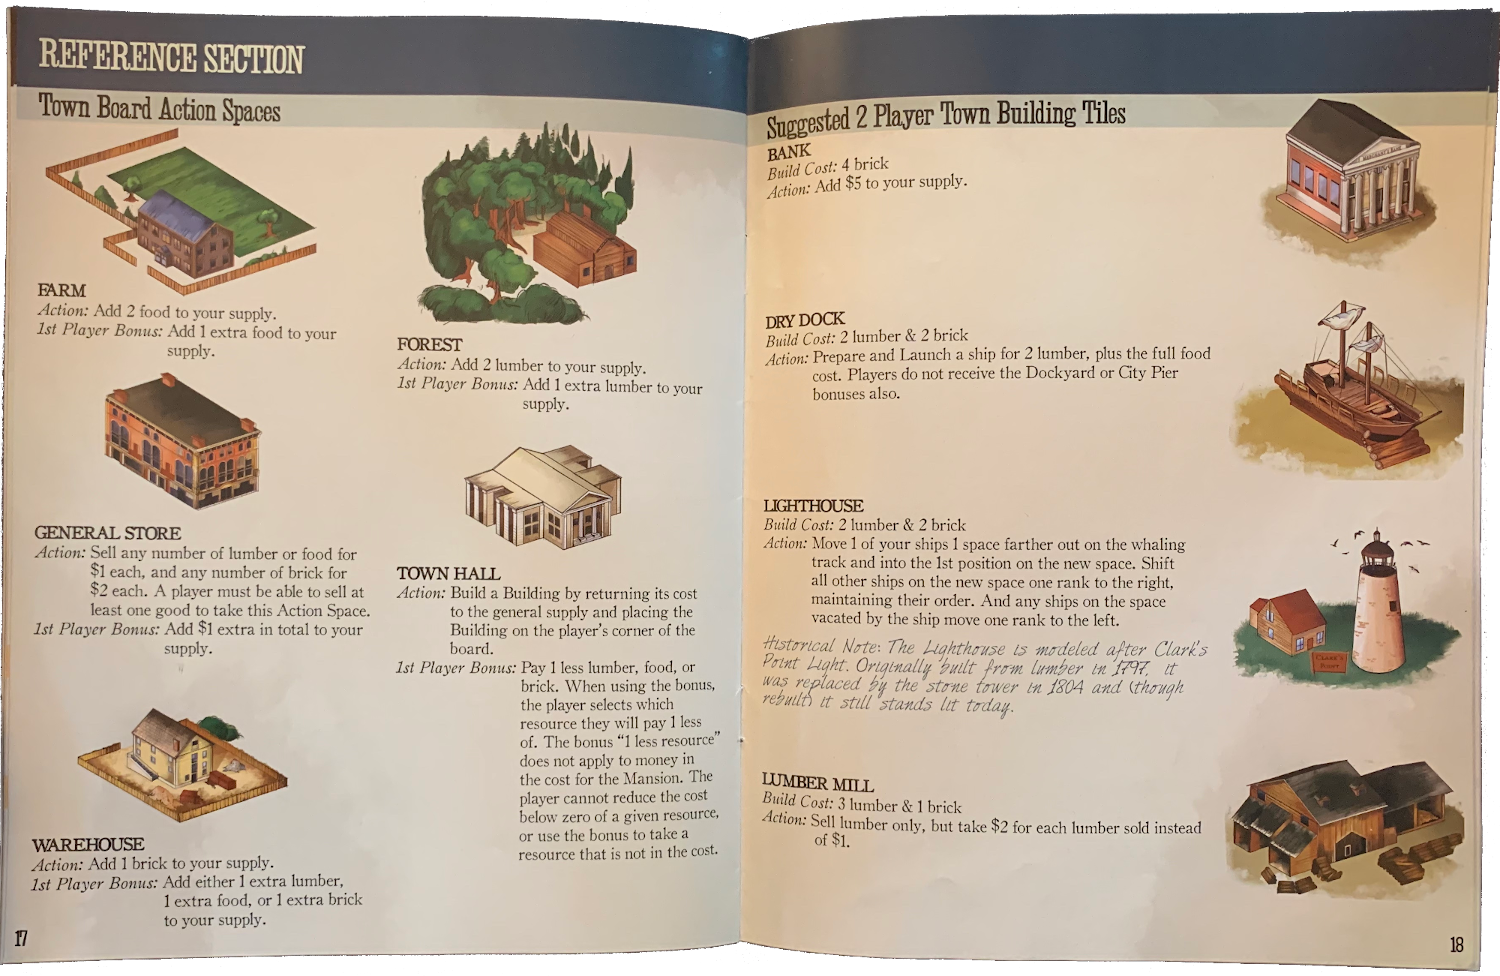 REFERENCE SECTION
Town Board Action Spaces
FARM
Action: Add 2 food to your supply.
1st Player Bonus: Add 1 extra food to your
supply.
GENERAL STORE
Action: Sell any number of lumber or food for
$1 each, and any number of brick for
$2 each. A player must be able to sell at
least one good to take this Action Space.
1st Player Bonus: Add $1 extra in total to your
supply.
WAREHOUSE
Action: Add 1 brick to your supply.
1st Player Bonus: Add either 1 extra lumber,
1 extra food, or 1 extra brick
to your supply.
17
FOREST
Action: Add 2 lumber to your supply.
1st Player Bonus: Add 1 extra lumber to your
supply.
TOWN HALL
Action: Build a Building by returning its cost
to the general supply and placing the
Building on the player's corner of the
board.
1st Player Bonus: Pay 1 less lumber, food, or
brick. When using the bonus,
the player selects which
resource they will pay 1 less
of. The bonus "1 less resource"
does not apply to money in
the cost for the Mansion. The
player cannot reduce the cost
below zero of a given resource,
or use the bonus to take a
resource that is not in the cost.
Suggested 2 Player Town Building Tiles
BANK
Build Cost: 4 brick
Action: Add $5 to your supply.
MERCHANT'S BANK
DRY DOCK
Build Cost: 2 lumber & 2 brick
Action: Prepare and Launch a ship for 2 lumber, plus the full food
cost. Players do not receive the Dockyard or City Pier
bonuses also.
LIGHTHOUSE
Build Cost: 2 lumber & 2 brick
Action: Move 1 of your ships 1 space farther out on the whaling
track and into the 1st position on the new space. Shift
all other ships on the new space one rank to the right,
maintaining their order. And any ships on the space
vacated by the ship move one rank to the left.
Historical Note: The Lighthouse is modeled after Clark's
Point Light. Originally built from lumber in 1797, it
was replaced by the stone tower in 1804 and (though
rebuilt) it still stands lit today.
CLARK'S
POINT
LUMBER MILL
Build Cost: 3 lumber & 1 brick
Action: Sell lumber only, but take $2 for each lumber sold instead
of $1.
18